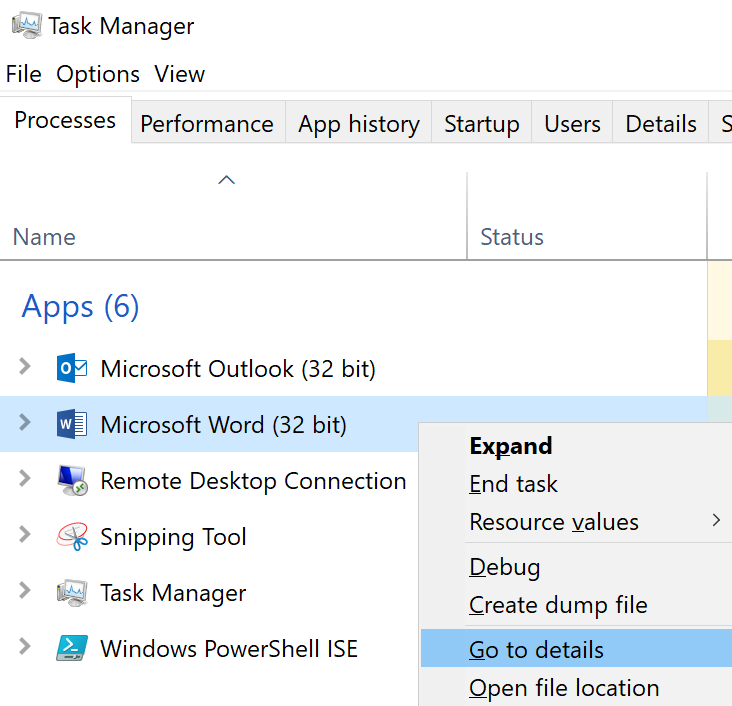 Task Manager
File Options View
Processes Performance App history Startup Users Details S
Name Status
Apps (6)
Microsoft Outlook (32 bit)
Microsoft Word (32 bit)
Expand
End task
Remote Desktop Connection
Resource values
Snipping Tool
Debug
Task Manager
Create dump file
Windows PowerShell ISE
Go to details
Open file location